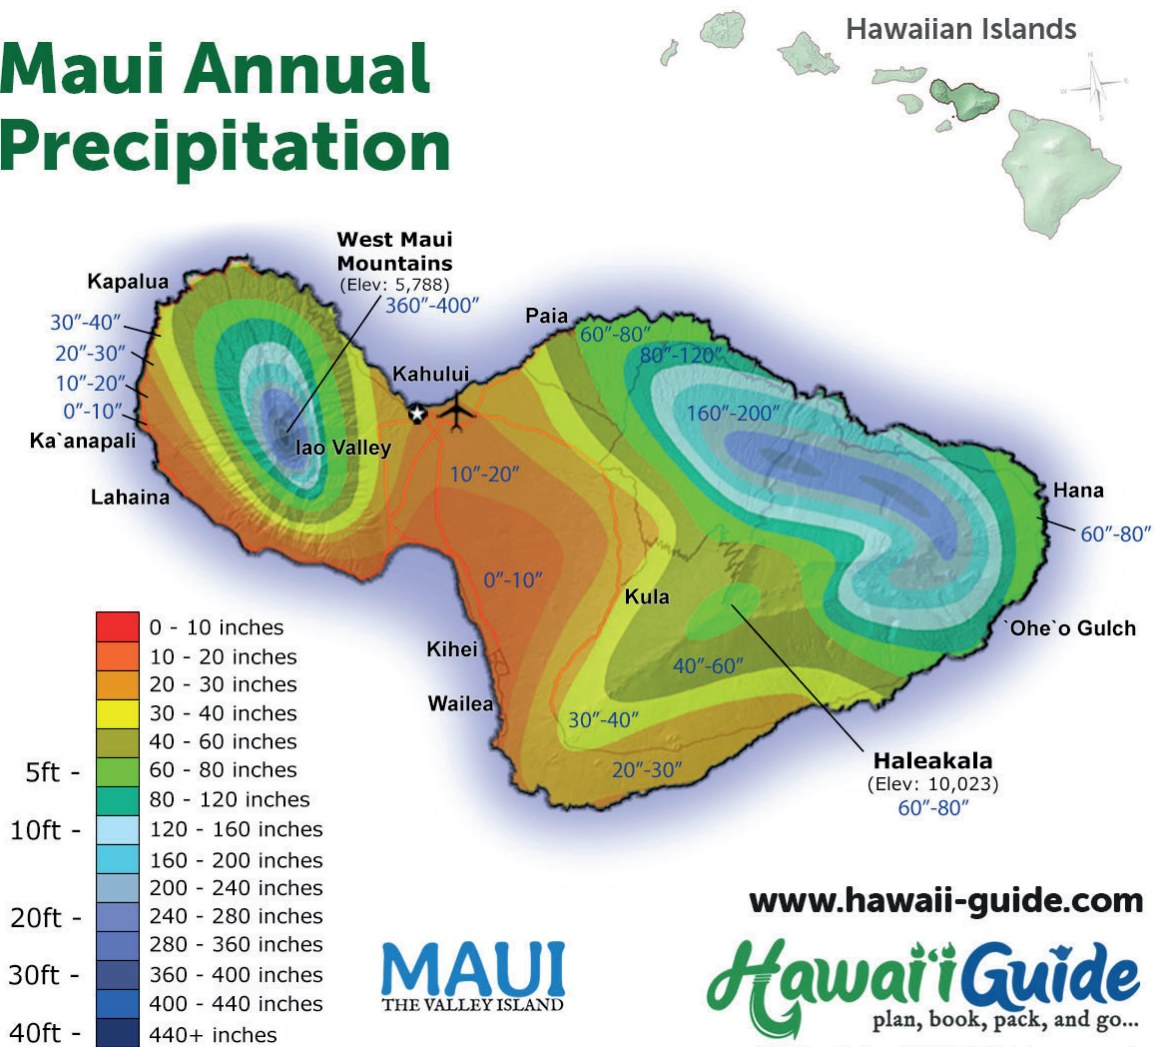 Maui Annual
Precipitation
Hawaiian Islands
N
W
E
S
West Maui
Mountains
(Elev: 5,788)
360”-400”
Kapalua
30”-40”
20”-30”
10”-20”
0”-10”
Ka`anapali
Lahaina
Iao Valley
Kahului
Paia
60”-80”
80”-120”
160”-200”
10”-20”
0”-10”
Hana
60”-80”
Kula
`Ohe`o Gulch
Kihei
40”-60”
Wailea
30”-40”
20”-30”
Haleakala
(Elev: 10,023)
60”-80”
0 - 10 inches
10 - 20 inches
20 - 30 inches
30 - 40 inches
40 - 60 inches
5ft - 60 - 80 inches
80 - 120 inches
10ft - 120 - 160 inches
160 - 200 inches
200 - 240 inches
20ft - 240 - 280 inches
280 - 360 inches
30ft - 360 - 400 inches
400 - 440 inches
40ft - 440+ inches
MAUI
THE VALLEY ISLAND
www.hawaii-guide.com
Hawai'i Guide
plan, book, pack, and go...